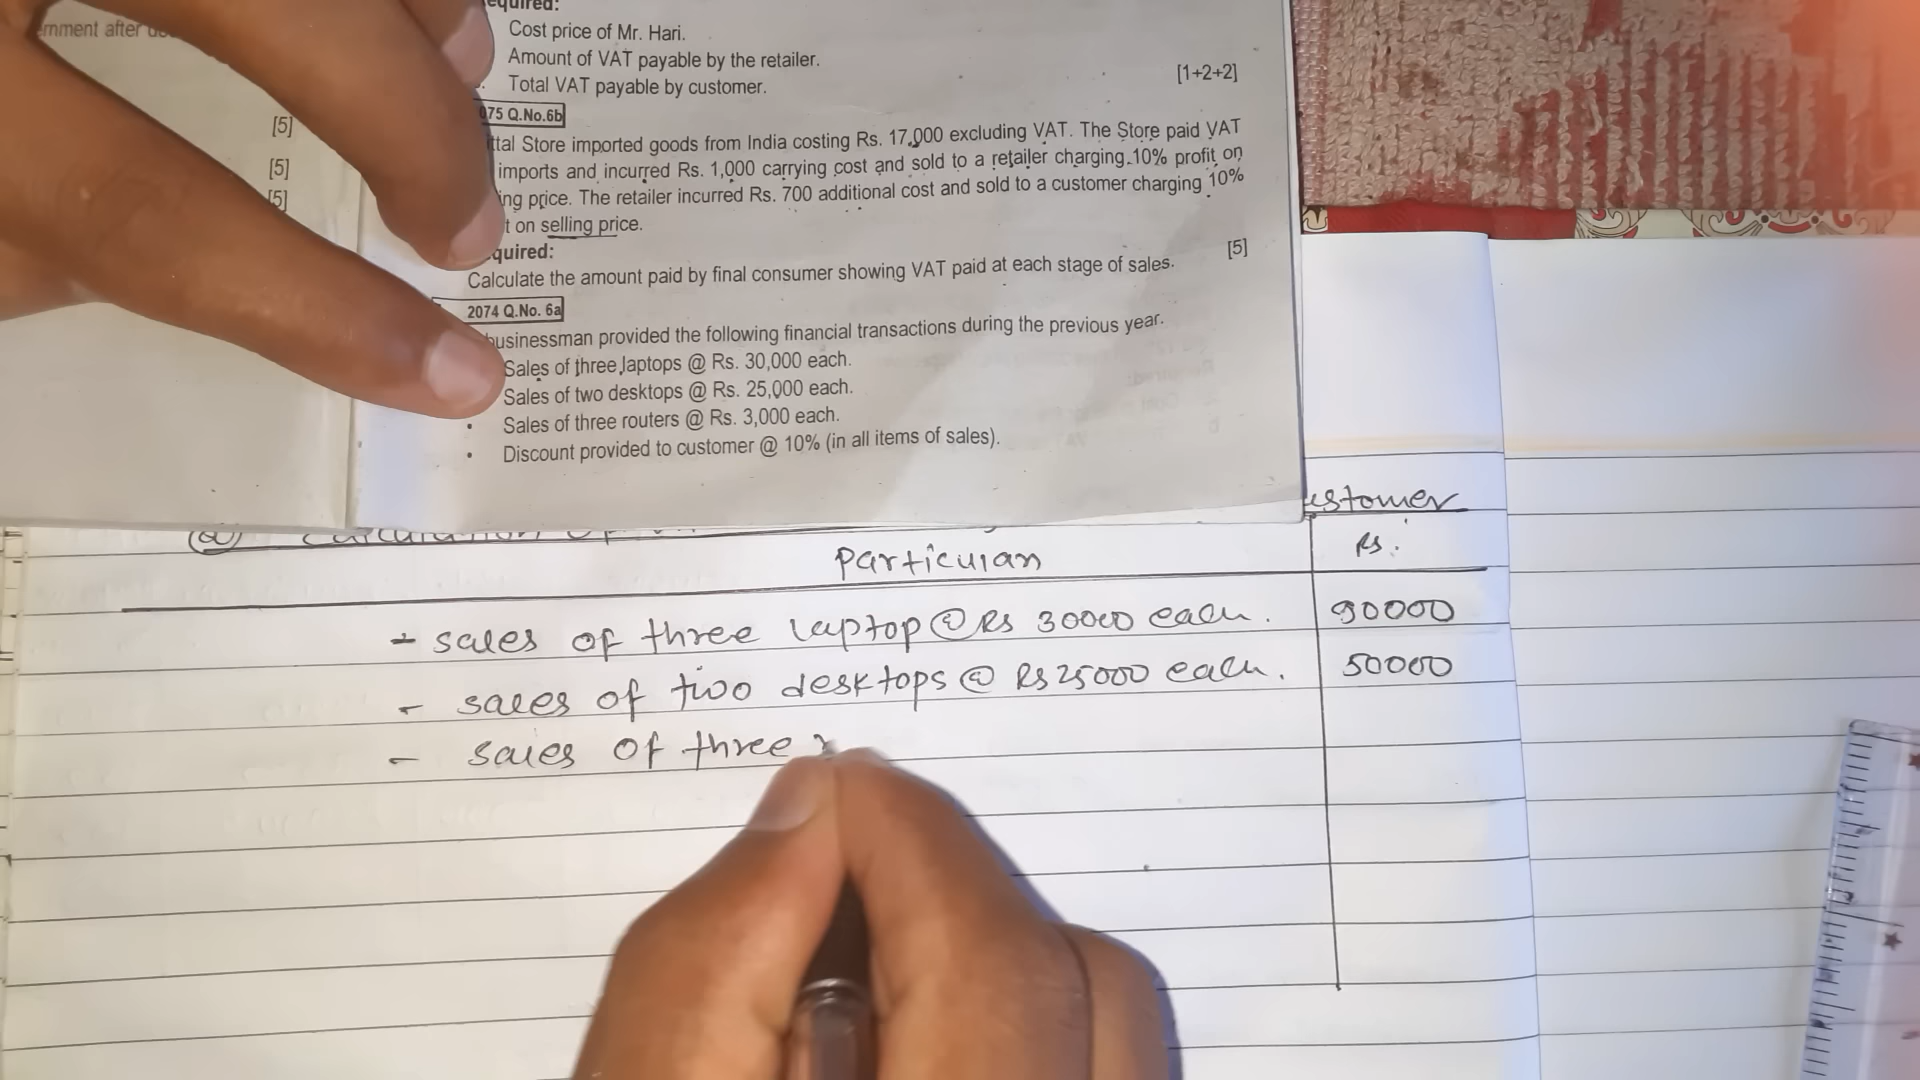 rnment after
[5]
[5]
[5]
equired:
Cost price of Mr. Hari.
Amount of VAT payable by the retailer.
Total VAT payable by customer.
[1+2+2]
075 Q.No.6b
ttal Store imported goods from India costing Rs. 17,000 excluding VAT. The Store paid VAT
imports and incurred Rs. 1,000 carrying cost and sold to a retailer charging 10% profit on
ing price. The retailer incurred Rs. 700 additional cost and sold to a customer charging 10%
t on selling price.
quired:
[5]
Calculate the amount paid by final consumer showing VAT paid at each stage of sales.
2074 Q.No. 6a
businessman provided the following financial transactions during the previous year.
Sales of three laptops @ Rs. 30,000 each.
Sales of two desktops @ Rs. 25,000 each.
• Sales of three routers @ Rs. 3,000 each.
• Discount provided to customer @ 10% (in all items of sales).
ustomer
(a)
Particular Rs.
- sales of three laptop @ Rs 30000 each. 90000
- sales of two desktops @ Rs 25000 each. 50000
- sales of three r